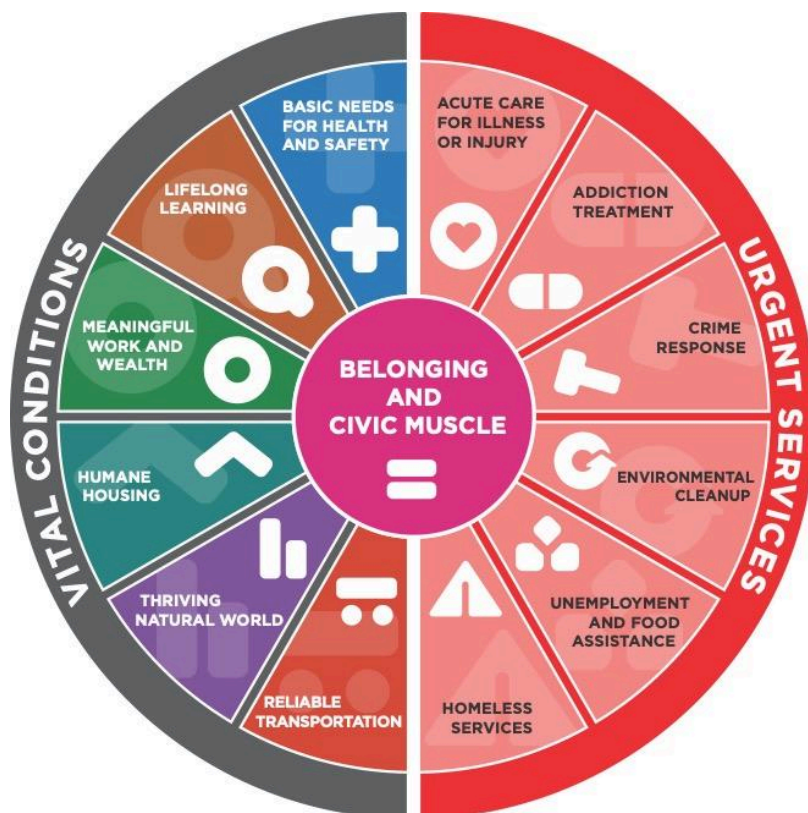 BASIC NEEDS
FOR HEALTH
AND SAFETY
LIFELONG
LEARNING
MEANINGFUL
WORK AND
WEALTH
HUMANE
HOUSING
THRIVING
NATURAL WORLD
RELIABLE
TRANSPORTATION
VITAL CONDITIONS
BELONGING
AND
CIVIC MUSCLE
ACUTE CARE
FOR ILLNESS
OR INJURY
ADDICTION
TREATMENT
CRIME
RESPONSE
ENVIRONMENTAL
CLEANUP
UNEMPLOYMENT
AND FOOD
ASSISTANCE
HOMELESS
SERVICES
URGENT SERVICES